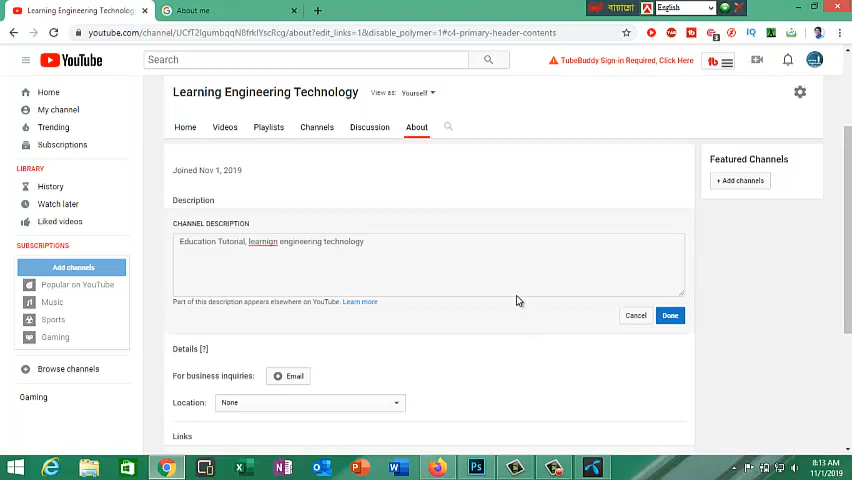 Learning Engineering Technology
About me
বায়ান্নো
English
youtube.com/channel/UCfT2IgumbqqN8frkIYscRcg/about?edit_links=1&disable_polymer=1#c4-primary-header-contents
YouTube
Search
TubeBuddy Sign-in Required, Click Here
tb
Home
My channel
Trending
Subscriptions
LIBRARY
History
Watch later
Liked videos
SUBSCRIPTIONS
Add channels
Popular on YouTube
Music
Sports
Gaming
Browse channels
Gaming
Learning Engineering Technology
View as: Yourself
Home Videos Playlists Channels Discussion About
Joined Nov 1, 2019
Description
CHANNEL DESCRIPTION
Education Tutorial, learnign engineering technology
Part of this description appears elsewhere on YouTube. Learn more
Cancel Done
Details [?]
For business inquiries: Email
Location: None
Links
Featured Channels
+ Add channels
8:13 AM
11/1/2019